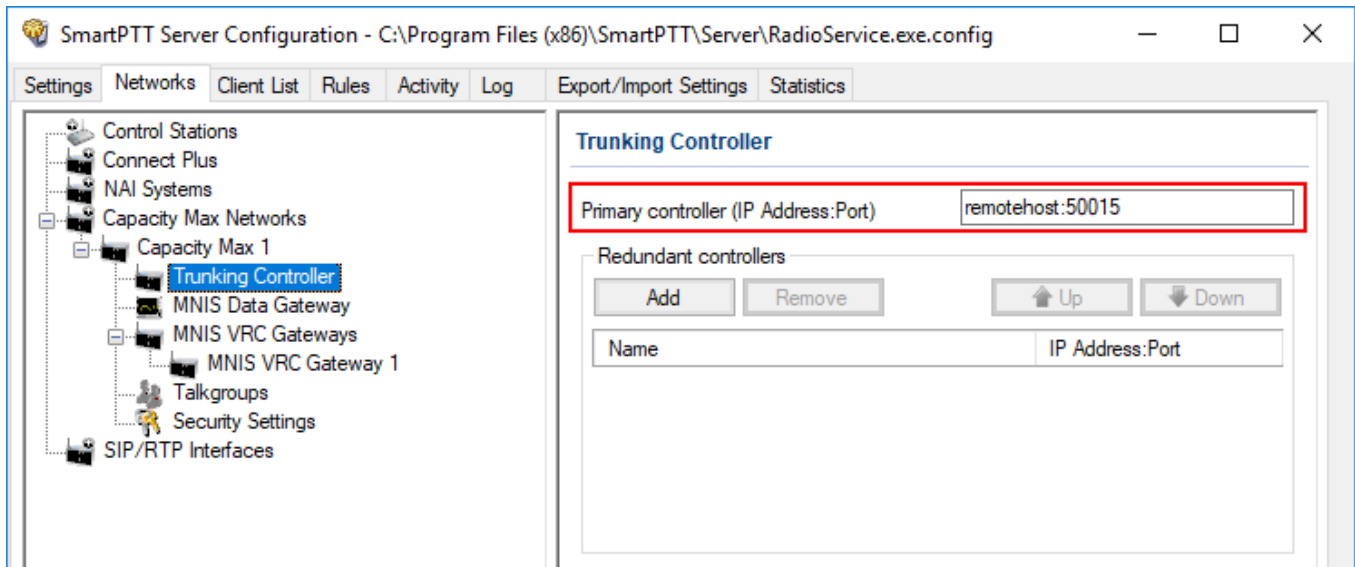 SmartPTT Server Configuration - C:\Program Files (x86)\SmartPTT\Server\RadioService.exe.config
Settings Networks Client List Rules Activity Log Export/Import Settings Statistics
Control Stations
Connect Plus
NAI Systems
Capacity Max Networks
Capacity Max 1
Trunking Controller
MNIS Data Gateway
MNIS VRC Gateways
MNIS VRC Gateway 1
Talkgroups
Security Settings
SIP/RTP Interfaces
Trunking Controller
Primary controller (IP Address:Port) remotehost:50015
Redundant controllers
Add Remove Up Down
Name IP Address:Port